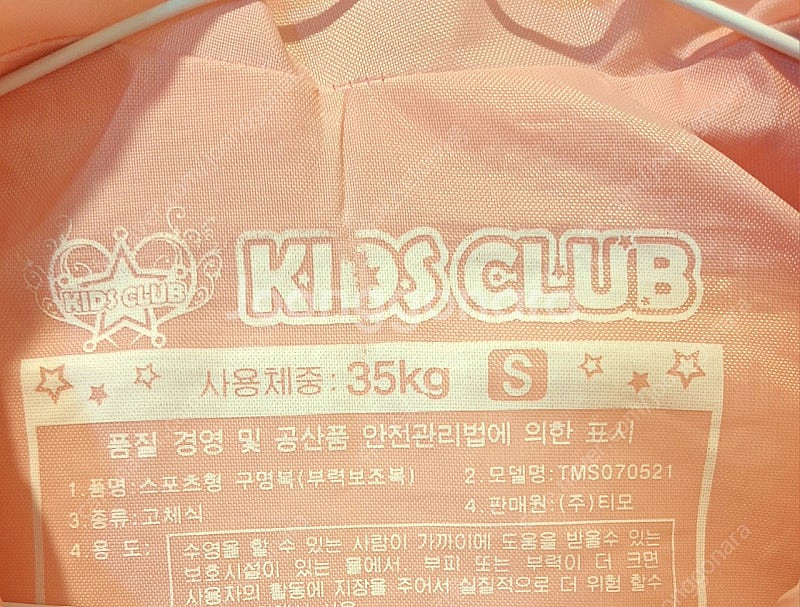 KIDS CLUB
KIDS CLUB
사용체중: 35kg S
품질 경영 및 공산품 안전관리법에 의한 표시
1.품명:스포츠형 구명복(부력보조복)
2.모델명:TMS070521
3.종류:고체식
4.판매원:(주)티모
4.용 도:
수영을 할 수 있는 사람이 가까이에 도움을 받을수 있는
보호시설이 있는 물에서. 부피 또는 부력이 더 크면
사용자의 활동에 지장을 주어서 실질적으로 더 위험 할수